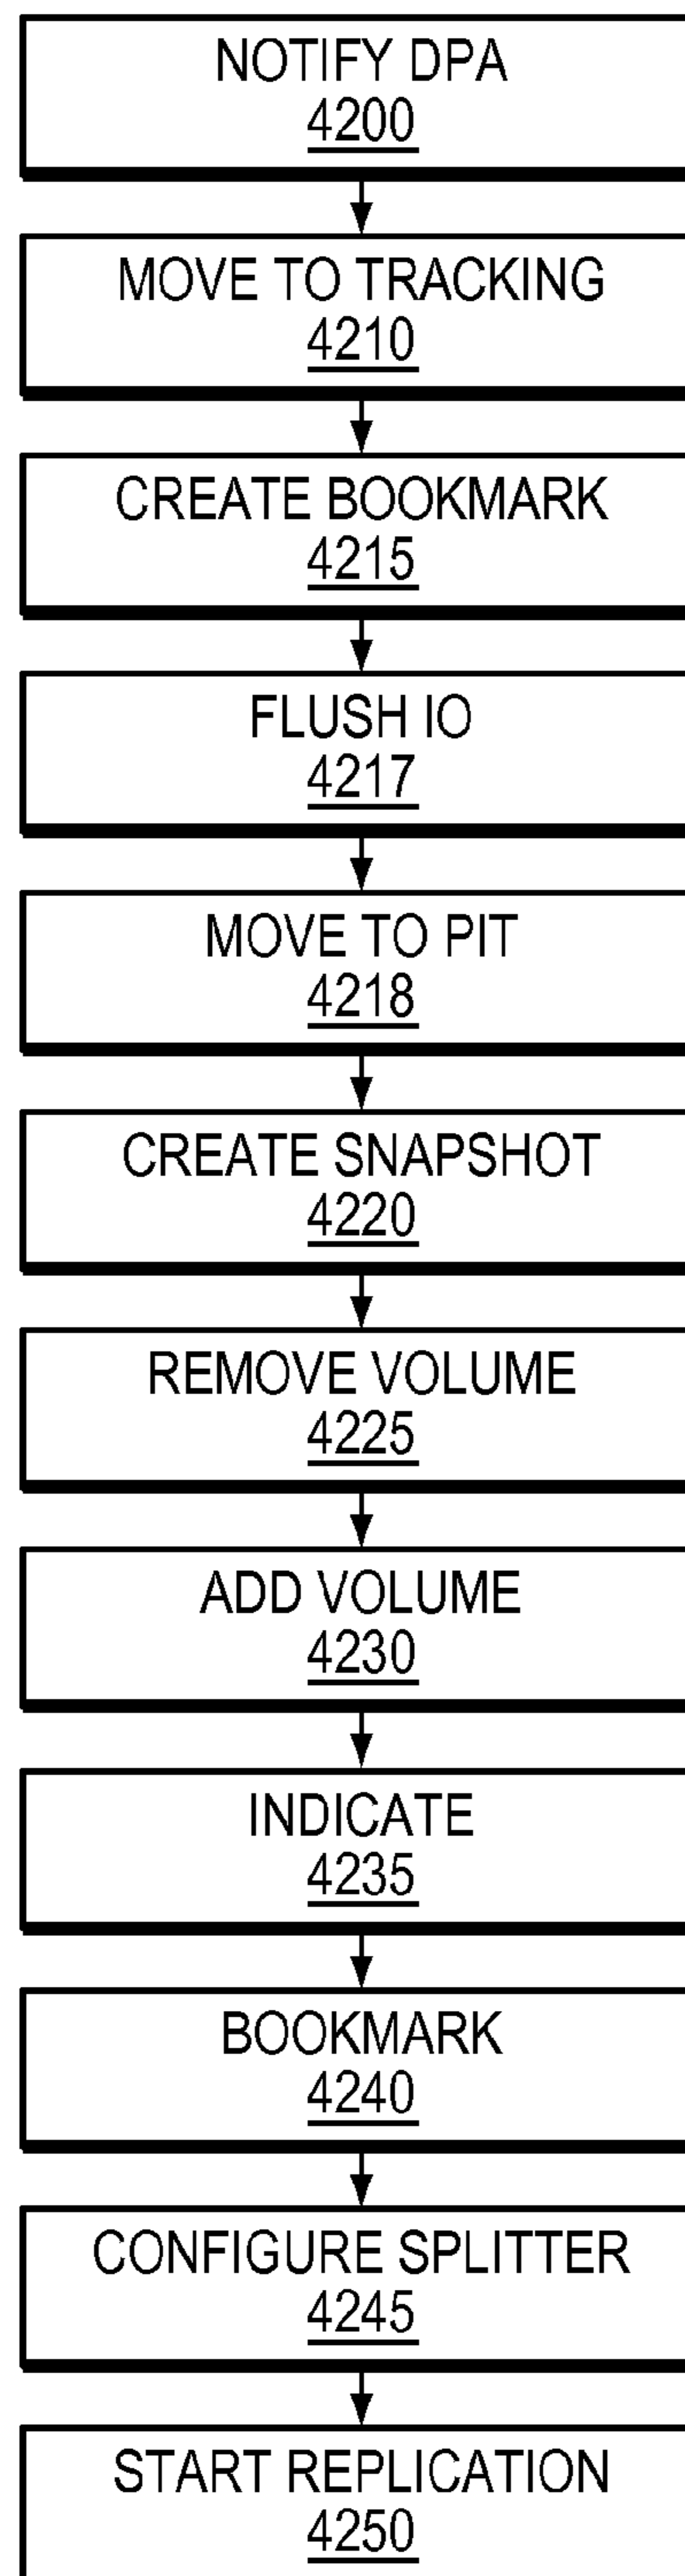 NOTIFY DPA
4200
MOVE TO TRACKING
4210
CREATE BOOKMARK
4215
FLUSH IO
4217
MOVE TO PIT
4218
CREATE SNAPSHOT
4220
REMOVE VOLUME
4225
ADD VOLUME
4230
INDICATE
4235
BOOKMARK
4240
CONFIGURE SPLITTER
4245
START REPLICATION
4250